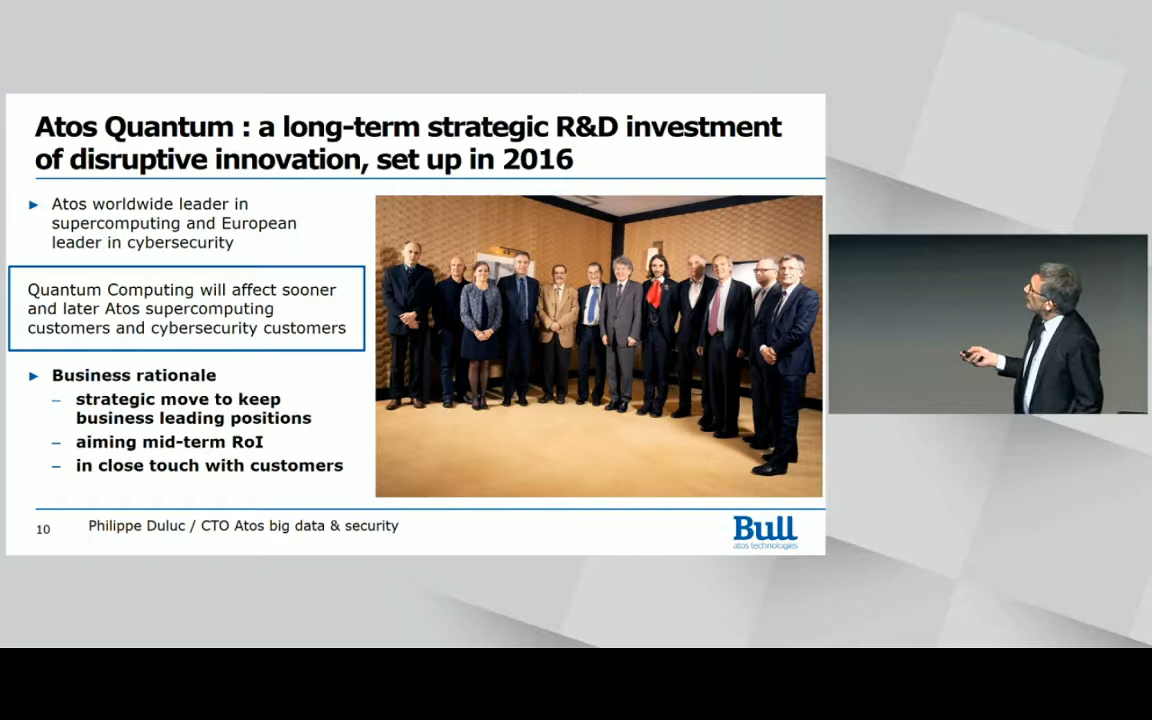 Atos Quantum : a long-term strategic R&D investment
of disruptive innovation, set up in 2016
► Atos worldwide leader in
supercomputing and European
leader in cybersecurity
Quantum Computing will affect sooner
and later Atos supercomputing
customers and cybersecurity customers
► Business rationale
– strategic move to keep
business leading positions
– aiming mid-term RoI
– in close touch with customers
10 Philippe Duluc / CTO Atos big data & security
Bull
atos technologies